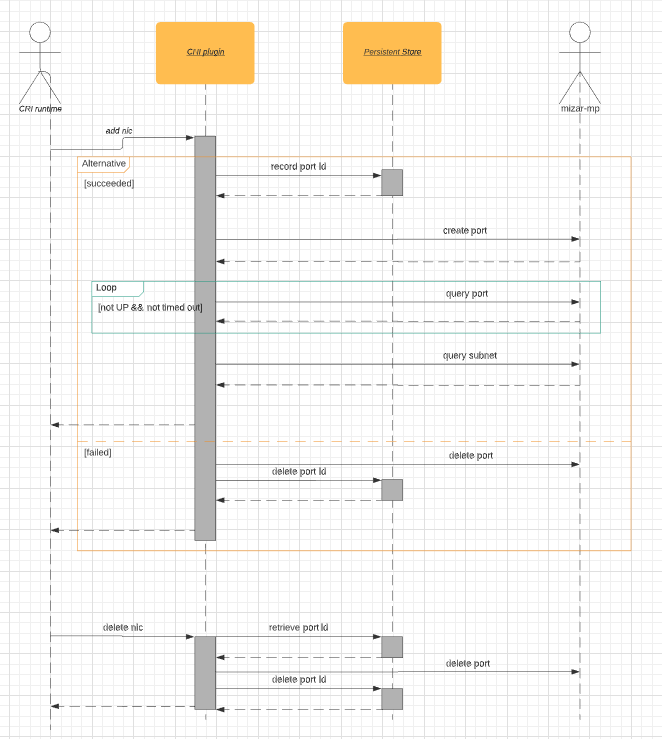 CNI plugin
Persistent Store
CRI runtime
mizar-mp
add nic
Alternative
record port Id
[succeeded]
create port
Loop
query port
[not UP && not timed out]
query subnet
[failed]
delete port
delete port Id
delete nic
retrieve port Id
delete port
delete port Id